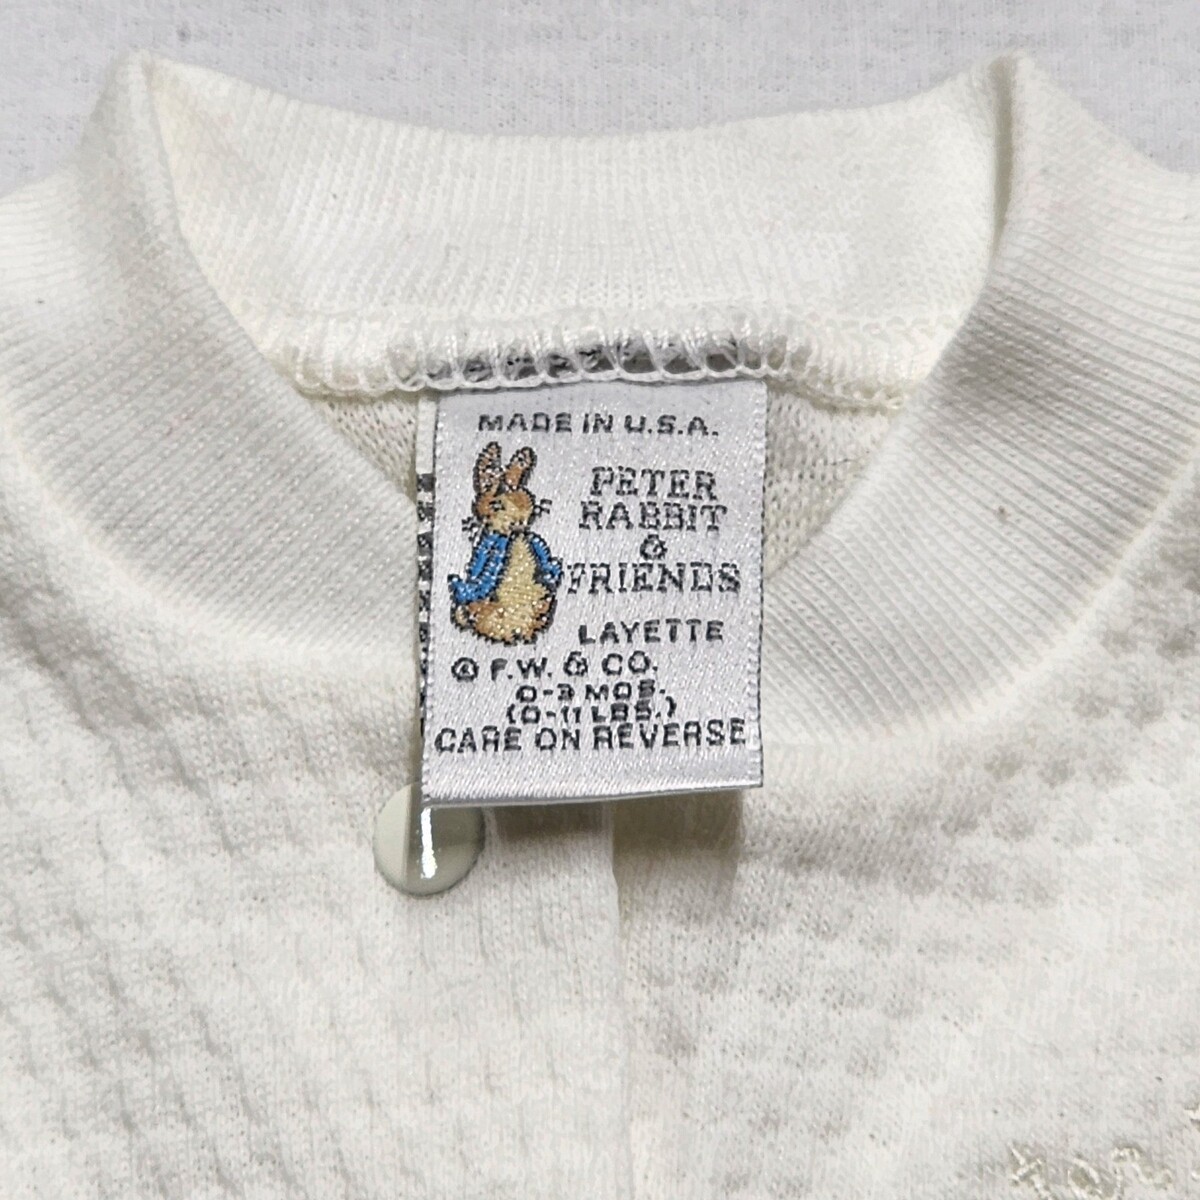 MADE IN U.S.A.
PETER
RABBIT
&
FRIENDS
LAYETTE
© F.W. & CO.
0-3 MOS.
(0-11 LBS.)
CARE ON REVERSE